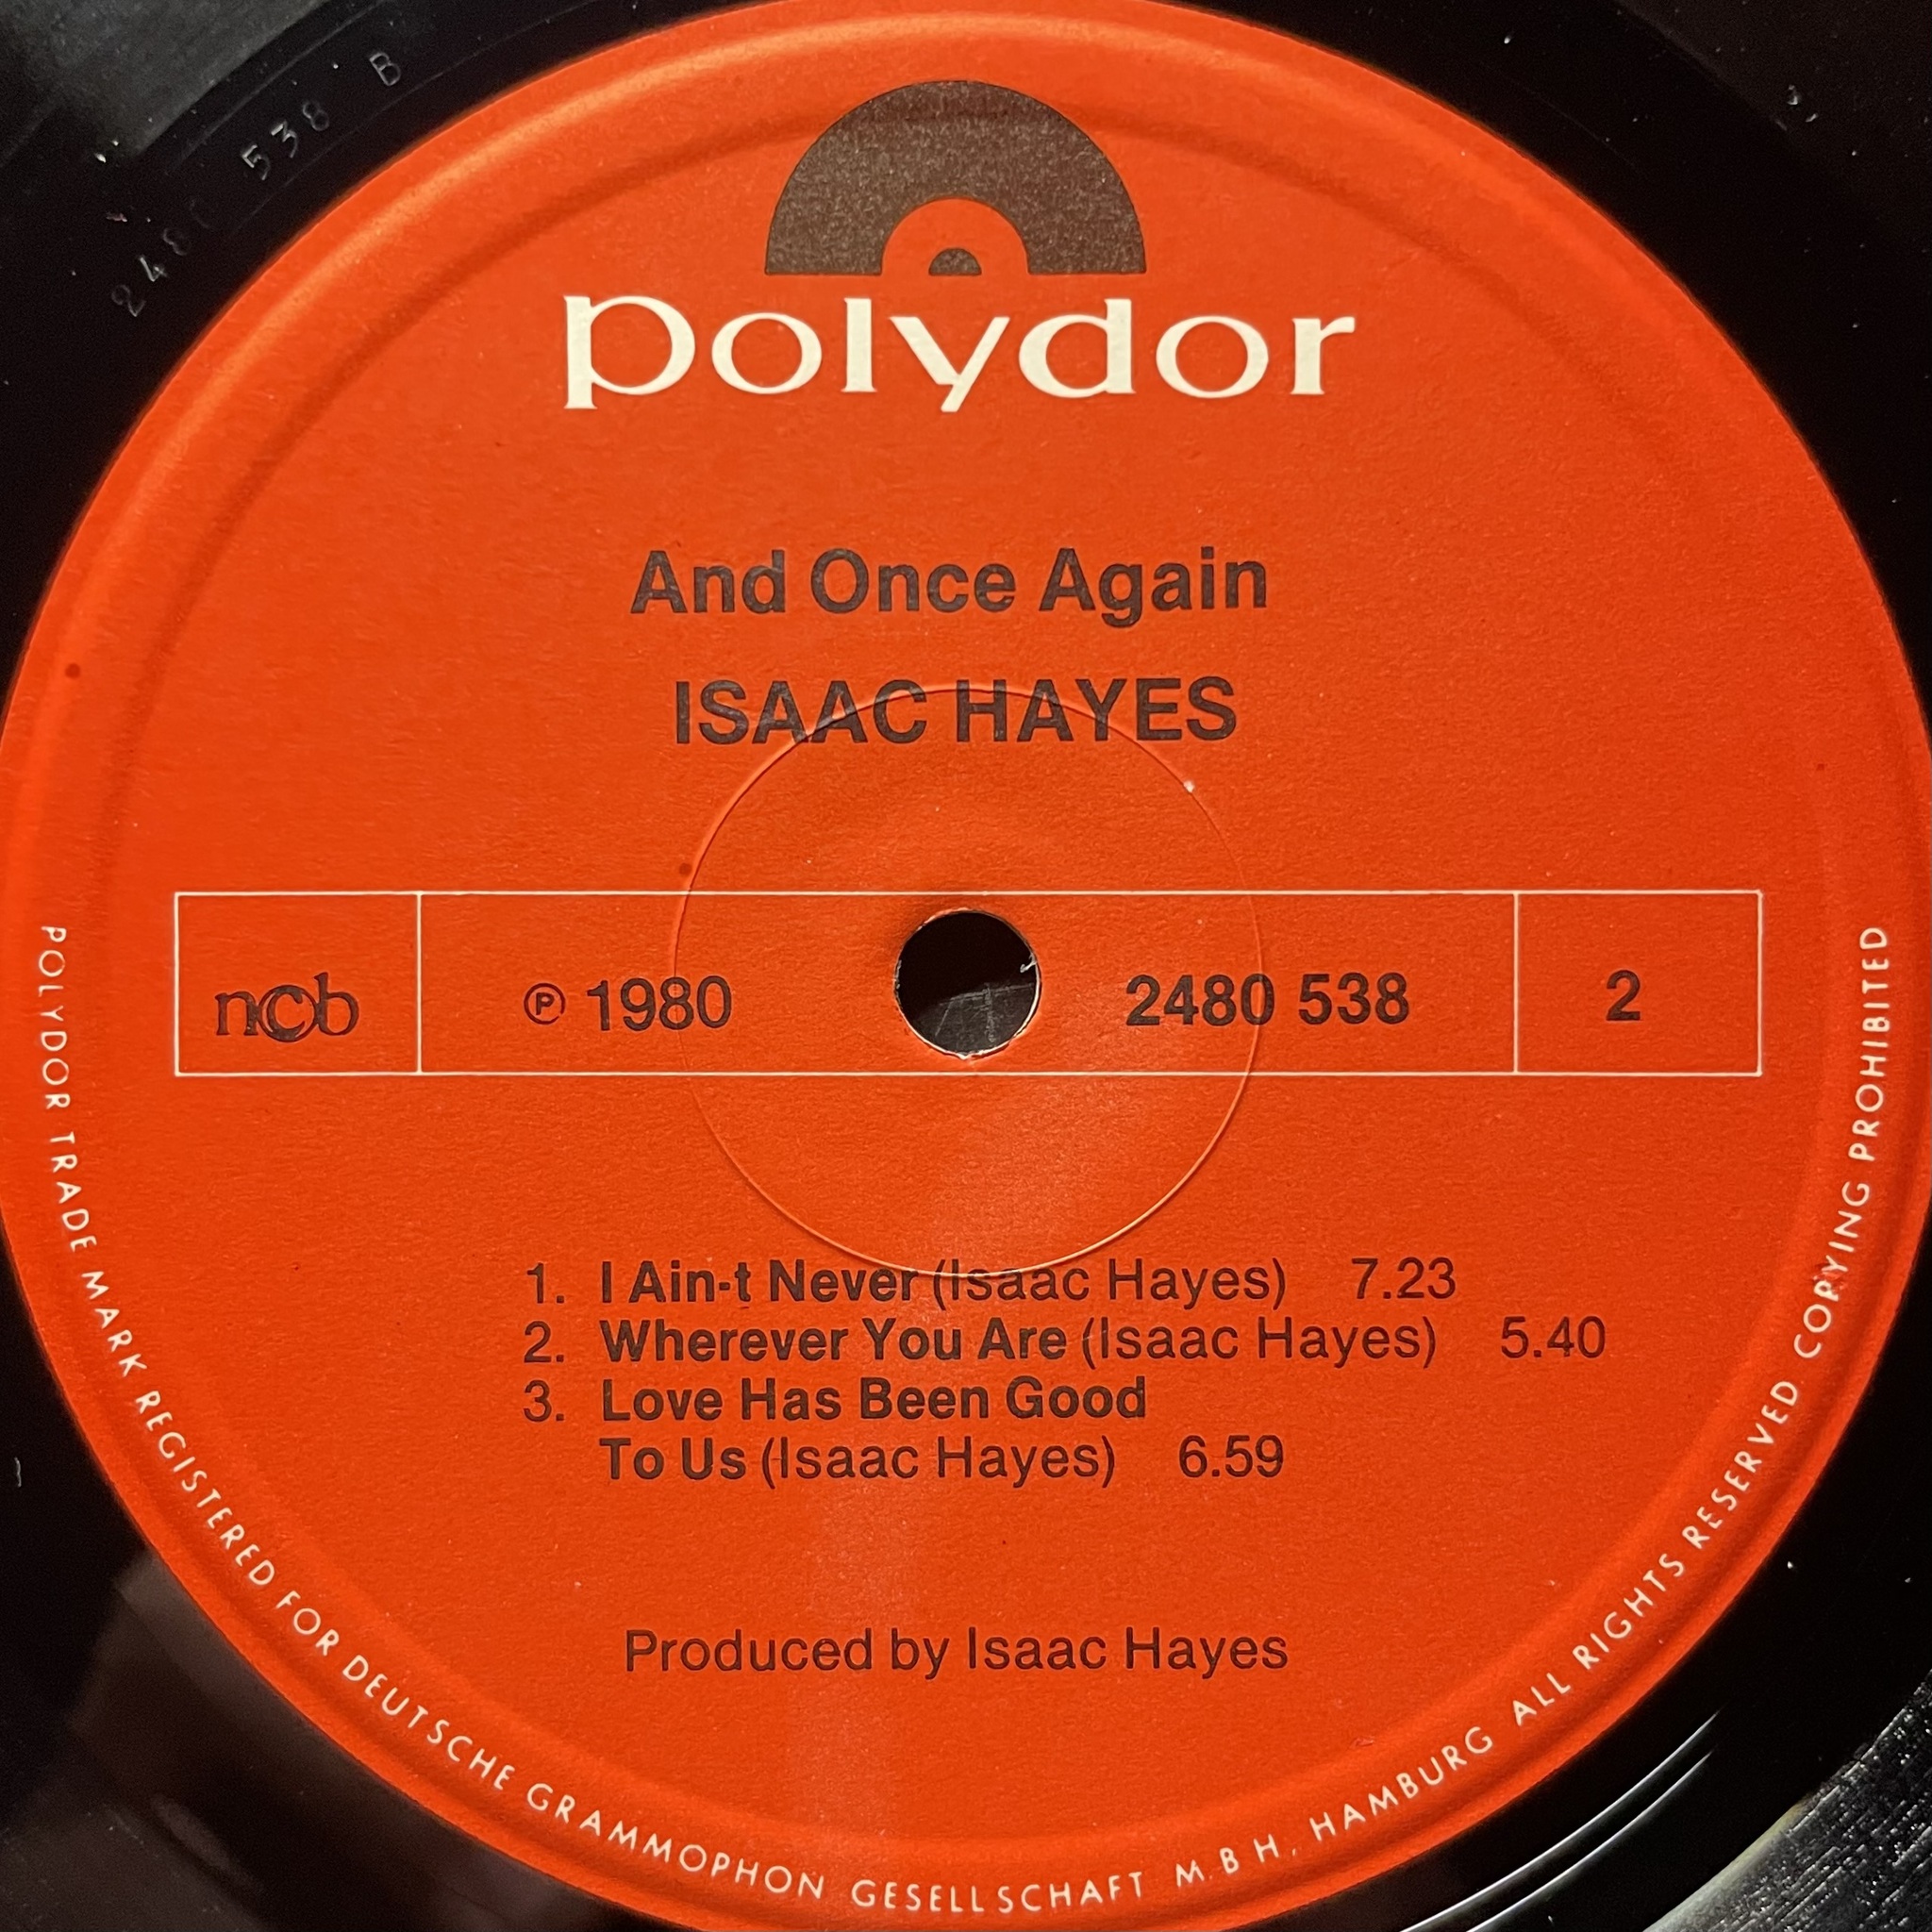 2480 538 B
polydor
And Once Again
ISAAC HAYES
ncb
℗ 1980
2480 538
2
1. I Ain-t Never (Isaac Hayes) 7.23
2. Wherever You Are (Isaac Hayes) 5.40
3. Love Has Been Good
To Us (Isaac Hayes) 6.59
Produced by Isaac Hayes
POLYDOR TRADE MARK REGISTERED FOR DEUTSCHE GRAMMOPHON GESELLSCHAFT M.B H., HAMBURG ALL RIGHTS RESERVED. COPYING PROHIBITED